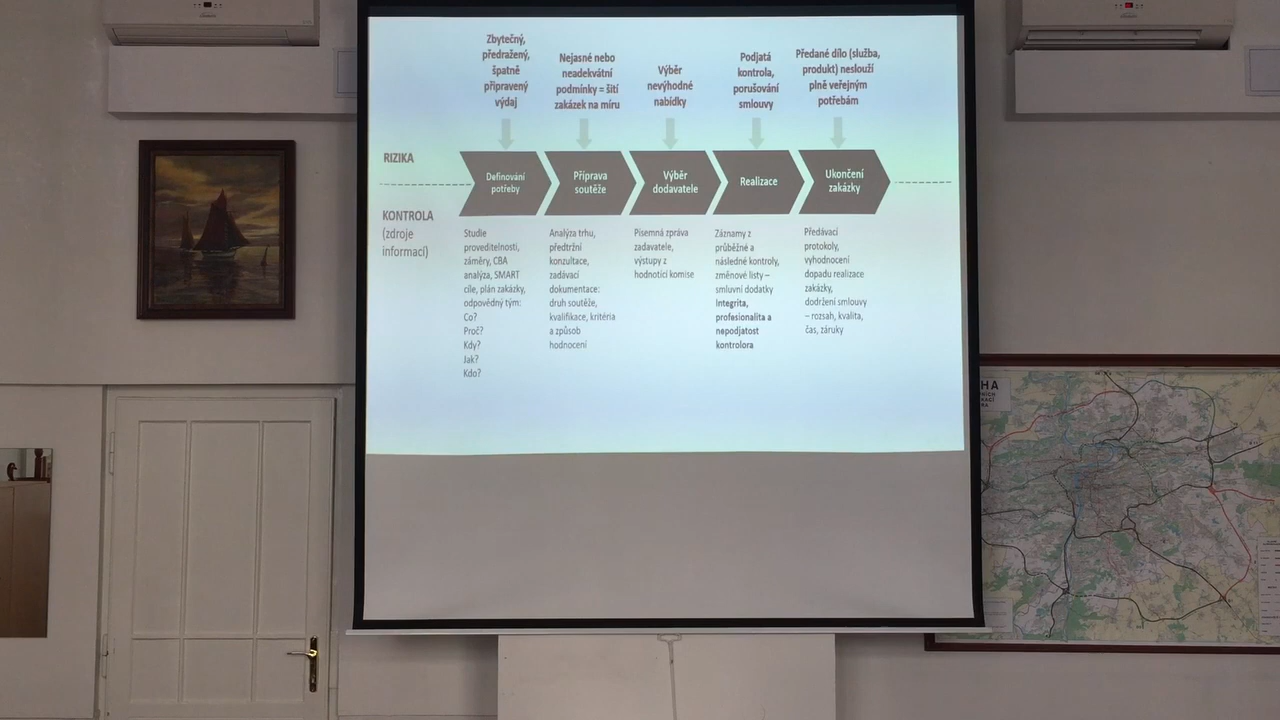 Zbytečný,
předražený,
špatně
připravený
výdaj
Nejasné nebo
neadekvátní
podmínky = šití
zakázek na míru
Výběr
nevýhodné
nabídky
Podjatá
kontrola,
porušování
smlouvy
Předané dílo (služba,
produkt) neslouží
plně veřejným
potřebám
RIZIKA
Definování
potřeby
Příprava
soutěže
Výběr
dodavatele
Realizace
Ukončení
zakázky
KONTROLA
(zdroje
informací)
Studie
proveditelnosti,
záměry, CBA
analýza, SMART
cíle, plán zakázky,
odpovědný tým:
Co?
Proč?
Kdy?
Jak?
Kdo?
Analýza trhu,
předtržní
konzultace,
zadávací
dokumentace:
druh soutěže,
kvalifikace, kritéria
a způsob
hodnocení
Písemná zpráva
zadavatele,
výstupy z
hodnotící komise
Záznamy z
průběžné a
následné kontroly,
změnové listy –
smluvní dodatky
Integrita,
profesionalita a
nepodjatost
kontrolora
Předávací
protokoly,
vyhodnocení
dopadu realizace
zakázky,
dodržení smlouvy
– rozsah, kvalita,
čas, záruky
HA